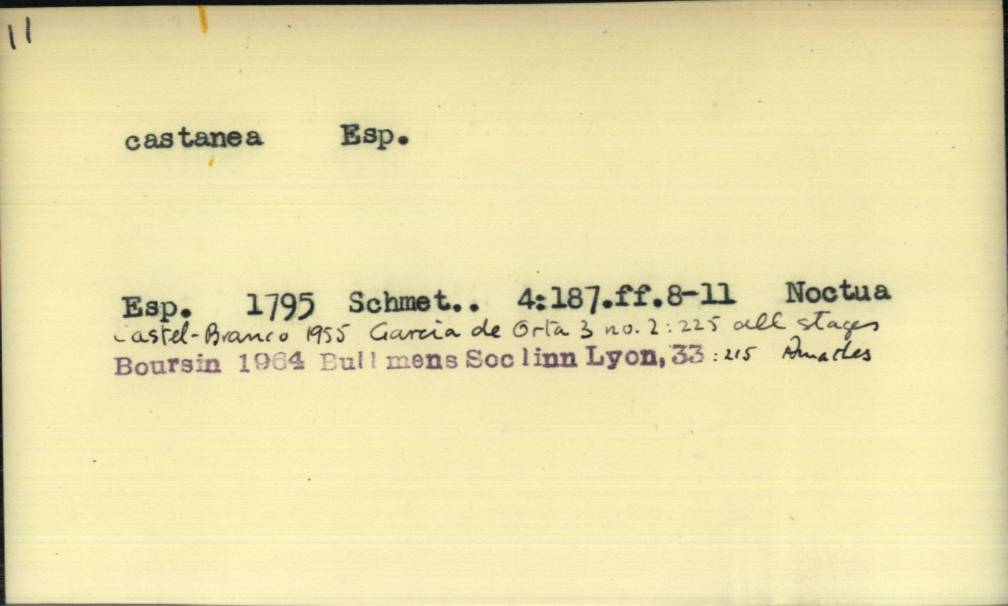 11
castanea Esp.
Esp. 1795 Schmet.. 4:187.ff.8-11 Noctua
Castel-Branco 1955 Garcia de Orta 3 no. 2:225 all stages
Boursin 1964 Bull mens Soc linn Lyon, 33:215